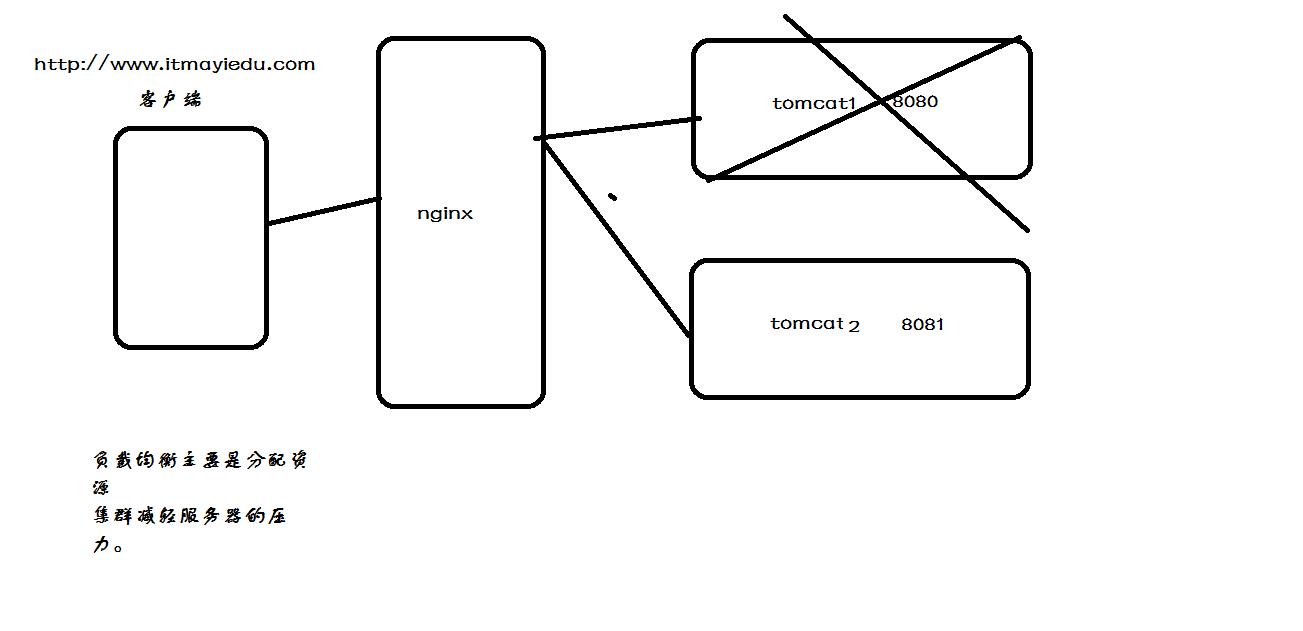 http://www.itmayiedu.com
客户端
nginx
tomcat1 8080
tomcat 2 8081
负载均衡主要是分配资
源
集群减轻服务器的压
力。